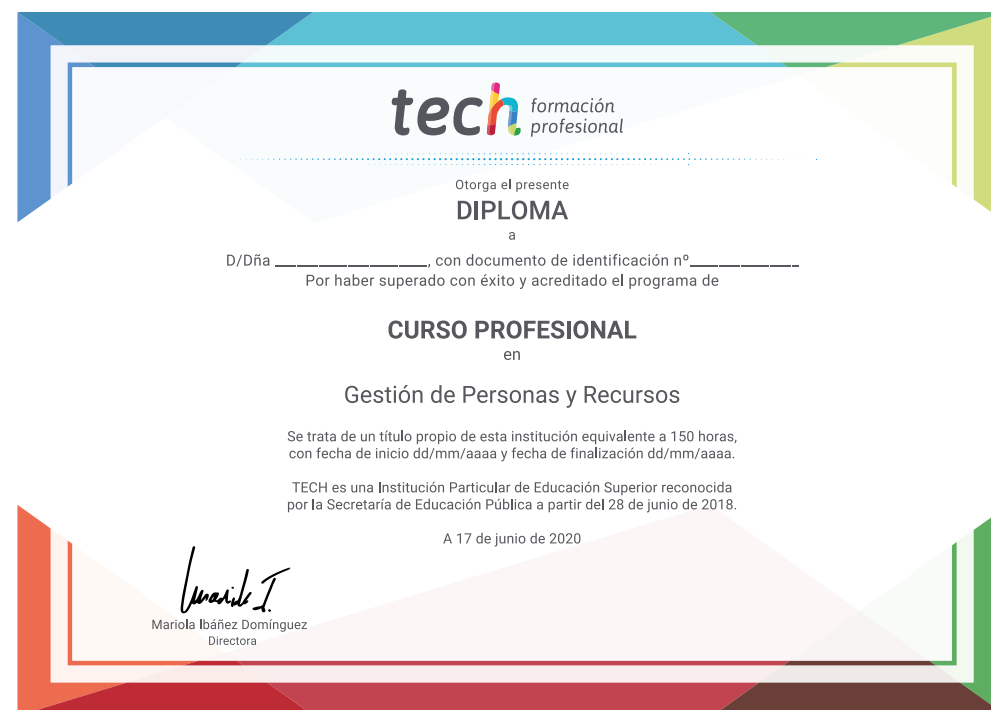 tech formación
profesional
Otorga el presente
DIPLOMA
a
D/Dña ________________, con documento de identificación nº____________
Por haber superado con éxito y acreditado el programa de
CURSO PROFESIONAL
en
Gestión de Personas y Recursos
Se trata de un título propio de esta institución equivalente a 150 horas,
con fecha de inicio dd/mm/aaaa y fecha de finalización dd/mm/aaaa.
TECH es una Institución Particular de Educación Superior reconocida
por la Secretaría de Educación Pública a partir del 28 de junio de 2018.
A 17 de junio de 2020
Mariola Ibáñez Domínguez
Directora